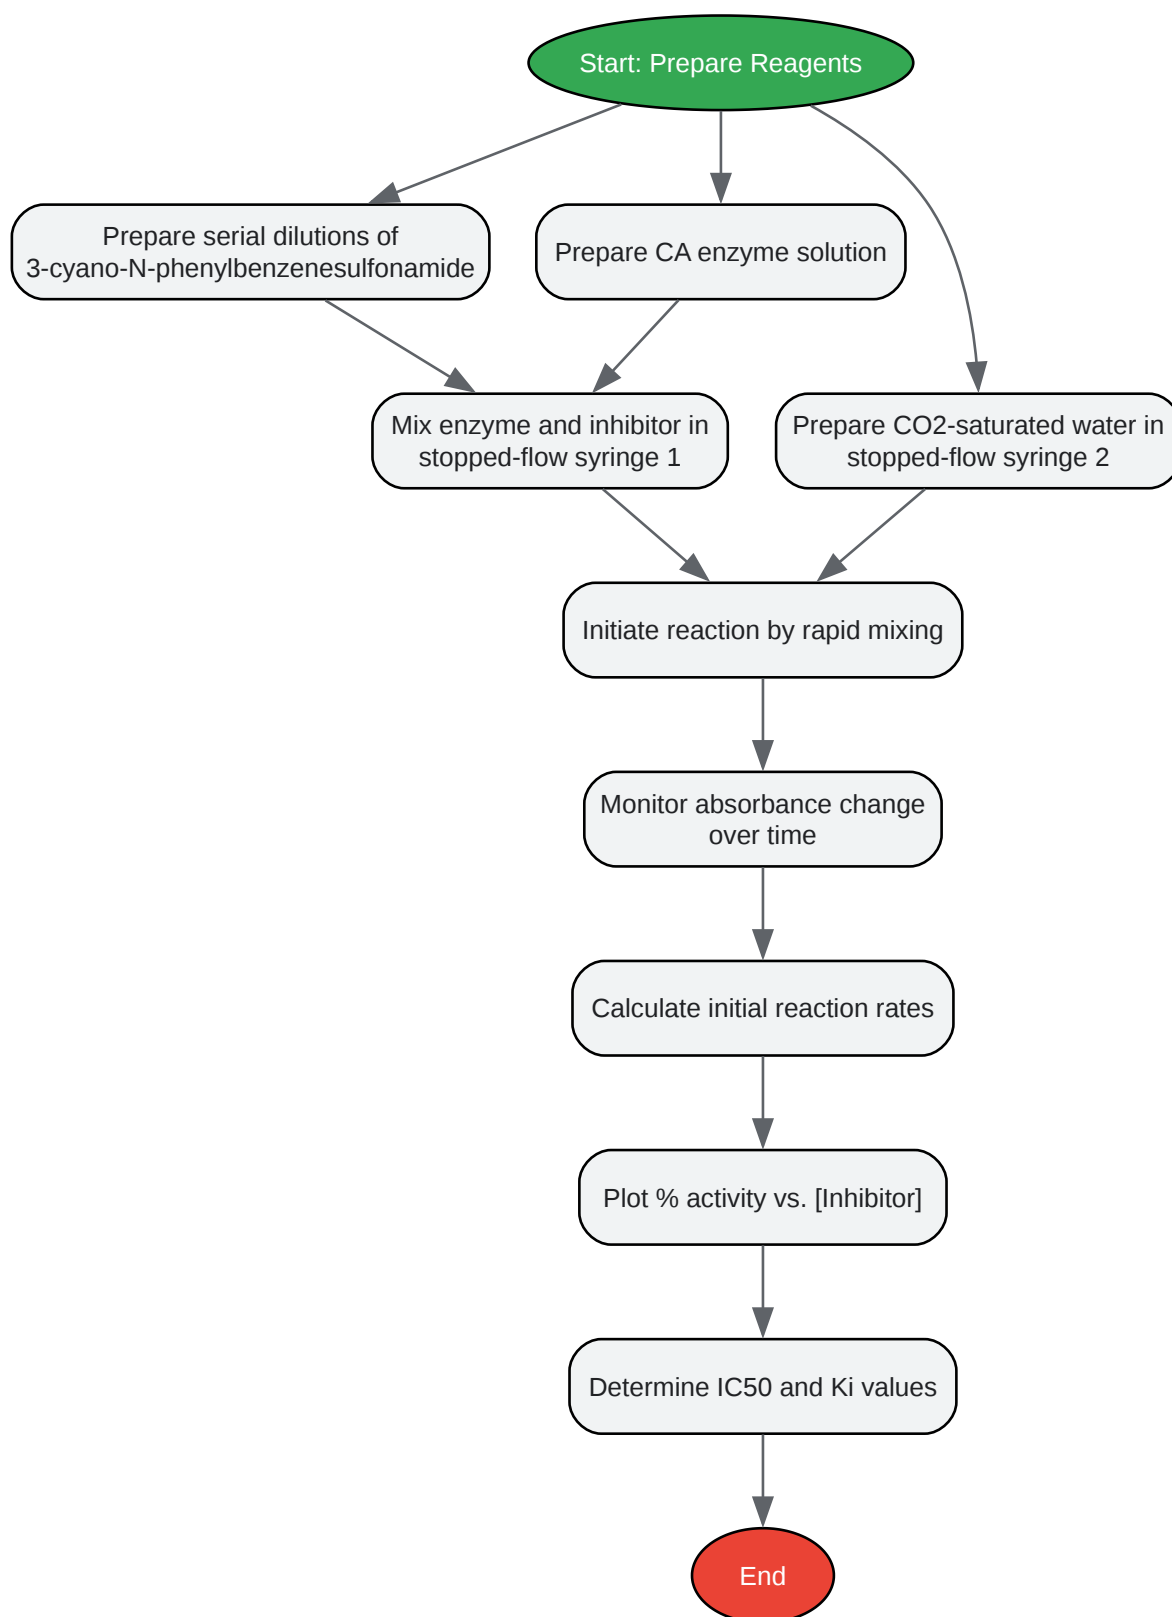 Start: Prepare Reagents
Prepare serial dilutions of
3-cyano-N-phenylbenzenesulfonamide
Prepare CA enzyme solution
Mix enzyme and inhibitor in
stopped-flow syringe 1
Prepare CO2-saturated water in
stopped-flow syringe 2
Initiate reaction by rapid mixing
Monitor absorbance change
over time
Calculate initial reaction rates
Plot % activity vs. [Inhibitor]
Determine IC50 and Ki values
End